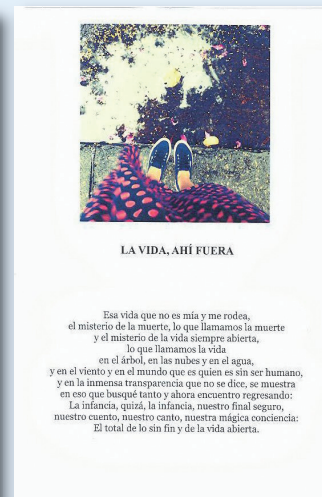 LA VIDA, AHÍ FUERA
Esa vida que no es mía y me rodea,
el misterio de la muerte, lo que llamamos la muerte
y el misterio de la vida siempre abierta,
lo que llamamos la vida
en el árbol, en las nubes y en el agua,
y en el viento y en el mundo que es quien es sin ser humano,
y en la inmensa transparencia que no se dice, se muestra
en eso que busqué tanto y ahora encuentro regresando:
La infancia, quizá, la infancia, nuestro final seguro,
nuestro cuento, nuestro canto, nuestra mágica conciencia:
El total de lo sin fin y de la vida abierta.